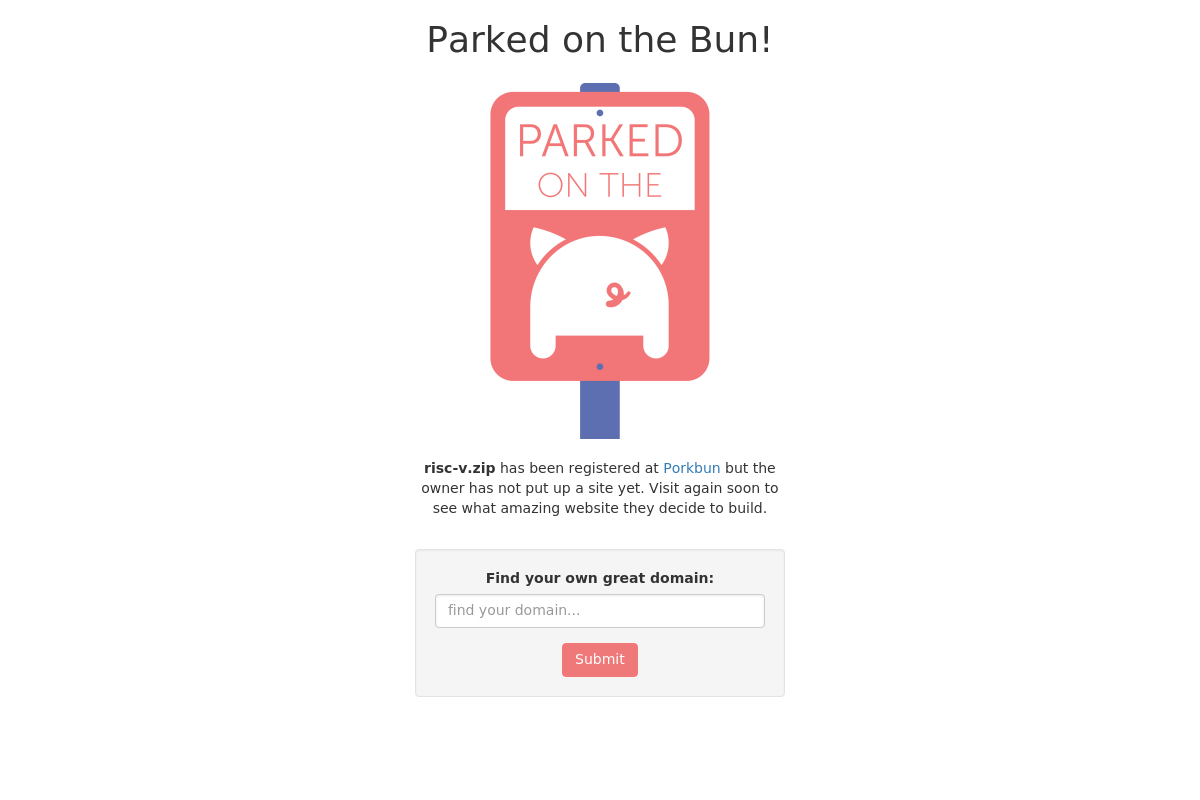 Parked on the Bun!
PARKED
ON THE
risc-v.zip has been registered at Porkbun but the
owner has not put up a site yet. Visit again soon to
see what amazing website they decide to build.
Find your own great domain:
find your domain...
Submit